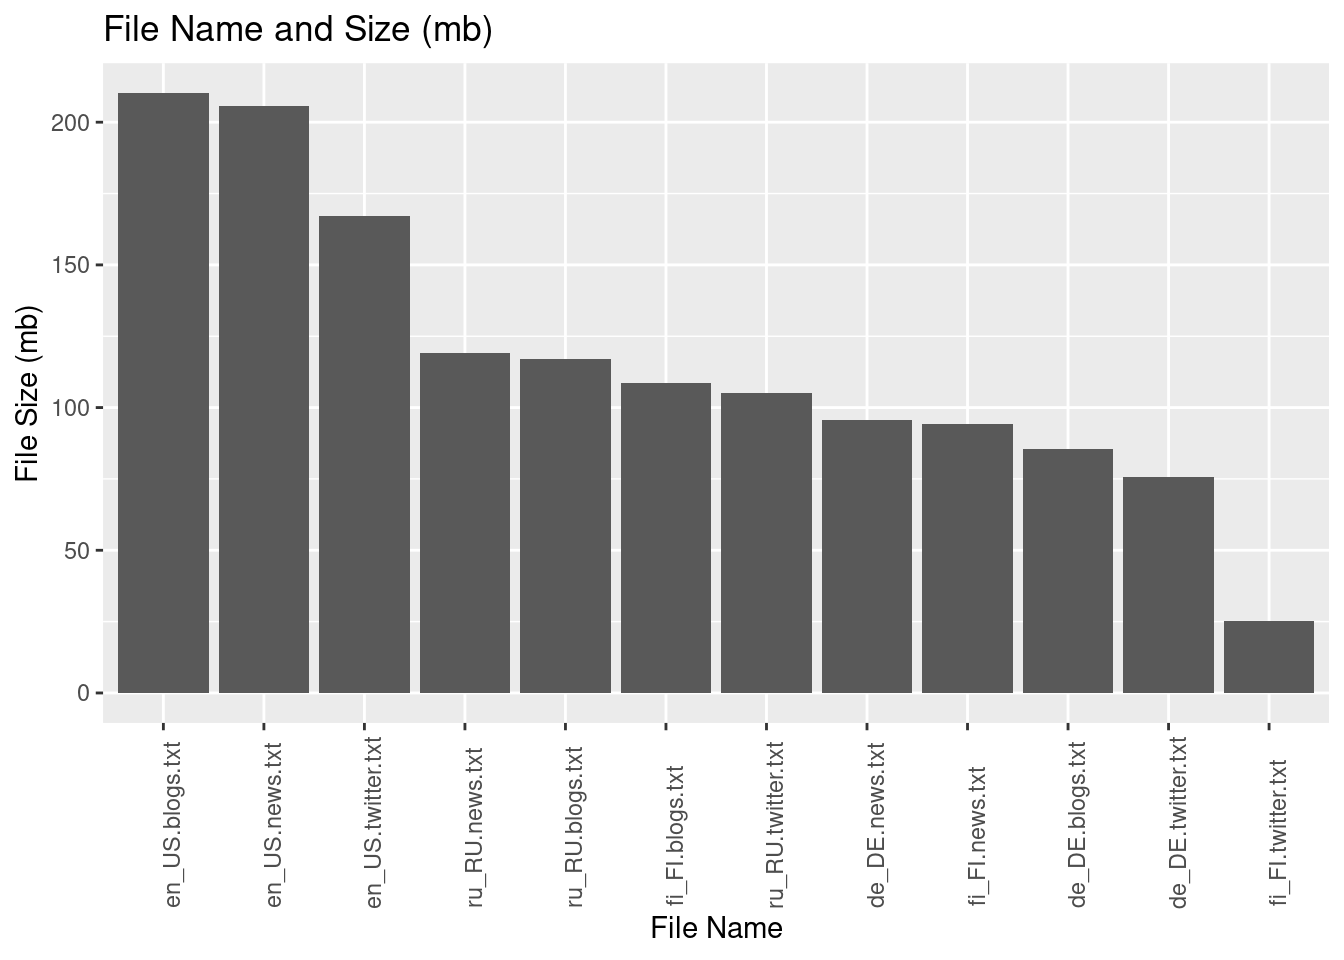 File Name and Size (mb)
File Size (mb)
200
150
100
50
0
en_US.blogs.txt
en_US.news.txt
en_US.twitter.txt
ru_RU.news.txt
ru_RU.blogs.txt
fi_FI.blogs.txt
ru_RU.twitter.txt
de_DE.news.txt
fi_FI.news.txt
de_DE.blogs.txt
de_DE.twitter.txt
fi_FI.twitter.txt
File Name